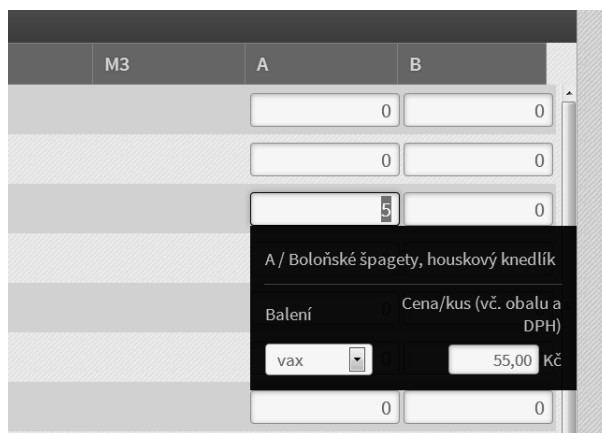 M3 A B
0 0
0 0
5 0
A / Boloňské špagety, houskový knedlík
Balení Cena/kus (vč. obalu a
DPH)
vax 55,00 Kč
0 0